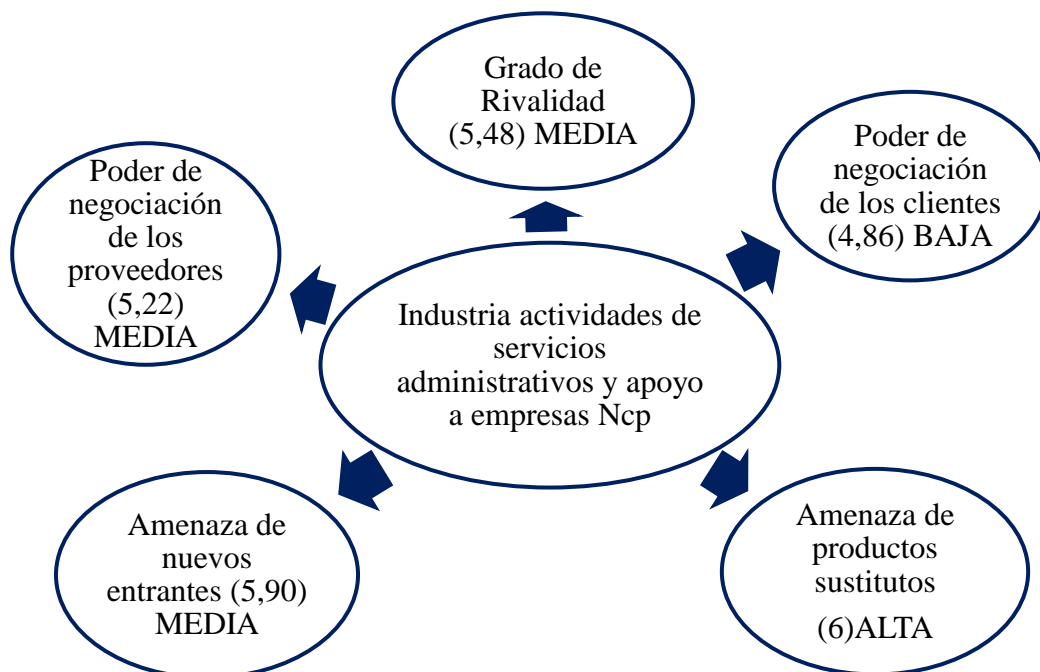 Grado de
Rivalidad
(5,48) MEDIA
Poder de
negociación
de los clientes
(4,86) BAJA
Poder de
negociación
de los
proveedores
(5,22)
MEDIA
Industria actividades de
servicios
administrativos y apoyo
a empresas Ncp
Amenaza de
nuevos
entrantes (5,90)
MEDIA
Amenaza de
productos
sustitutos
(6)ALTA